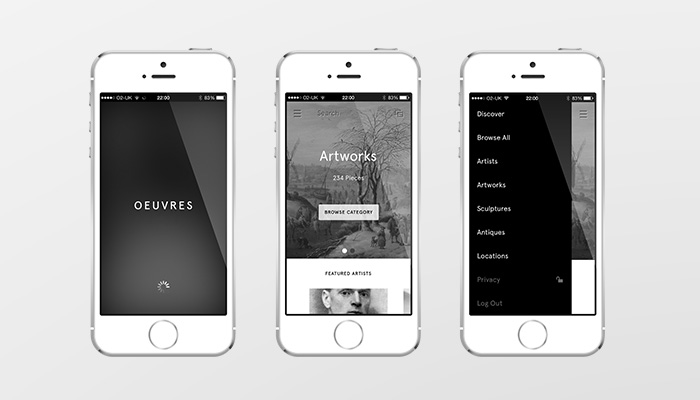 O2-UK 22:00 83%
OEUVRES
O2-UK 22:00 83%
Search
Artworks
234 Pieces
BROWSE CATEGORY
FEATURED ARTISTS
O2-UK 22:00 83%
Discover
Browse All
Artists
Artworks
Sculptures
Antiques
Locations
Privacy
Log Out